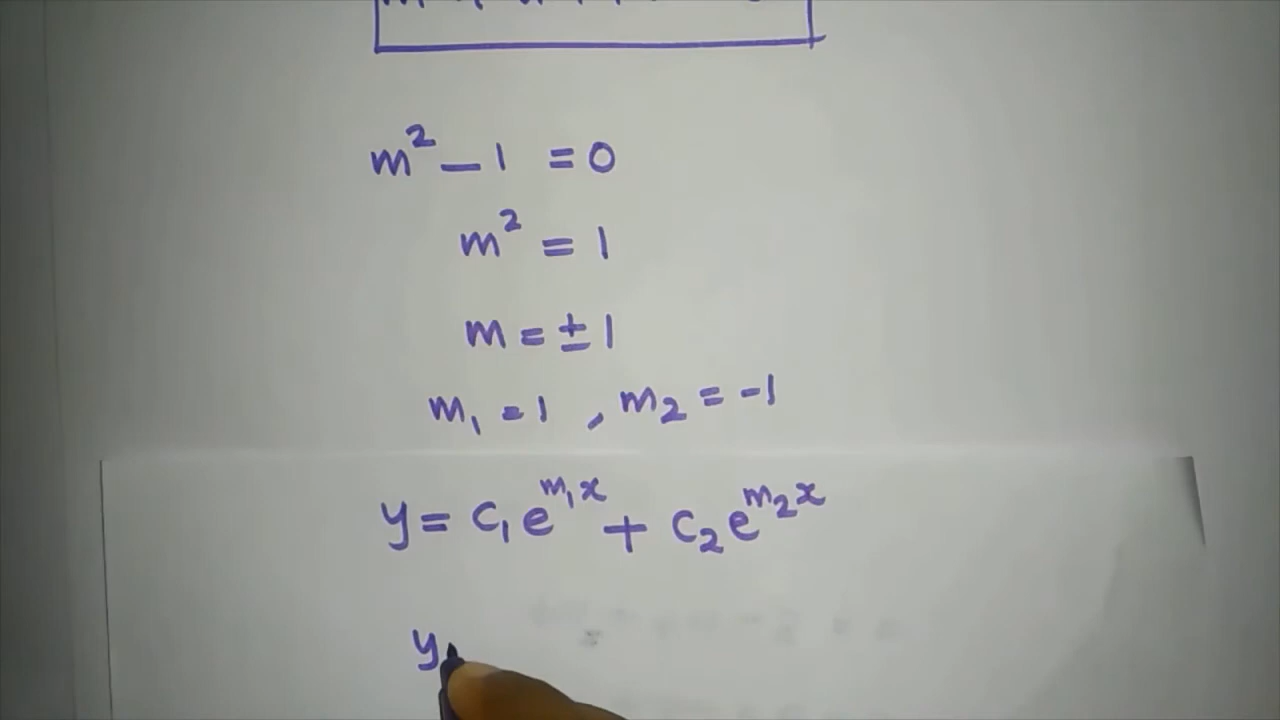 m² – 1 = 0
m² = 1
m = ± 1
m₁ = 1 , m₂ = -1
y = c₁e^{m₁x} + c₂e^{m₂x}
y